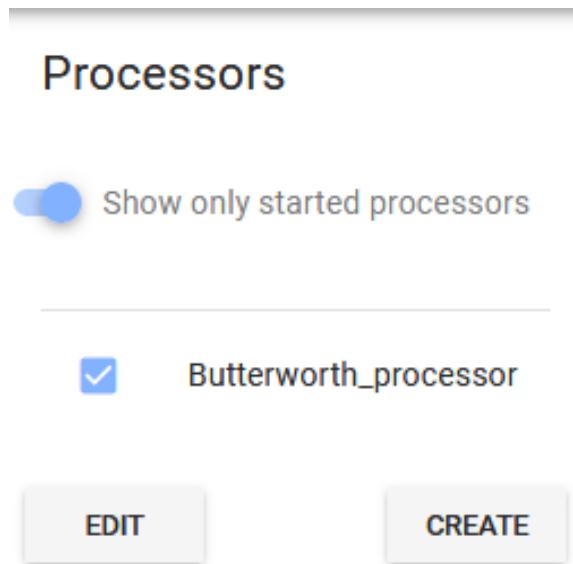 Processors
Show only started processors
Butterworth_processor
EDIT
CREATE